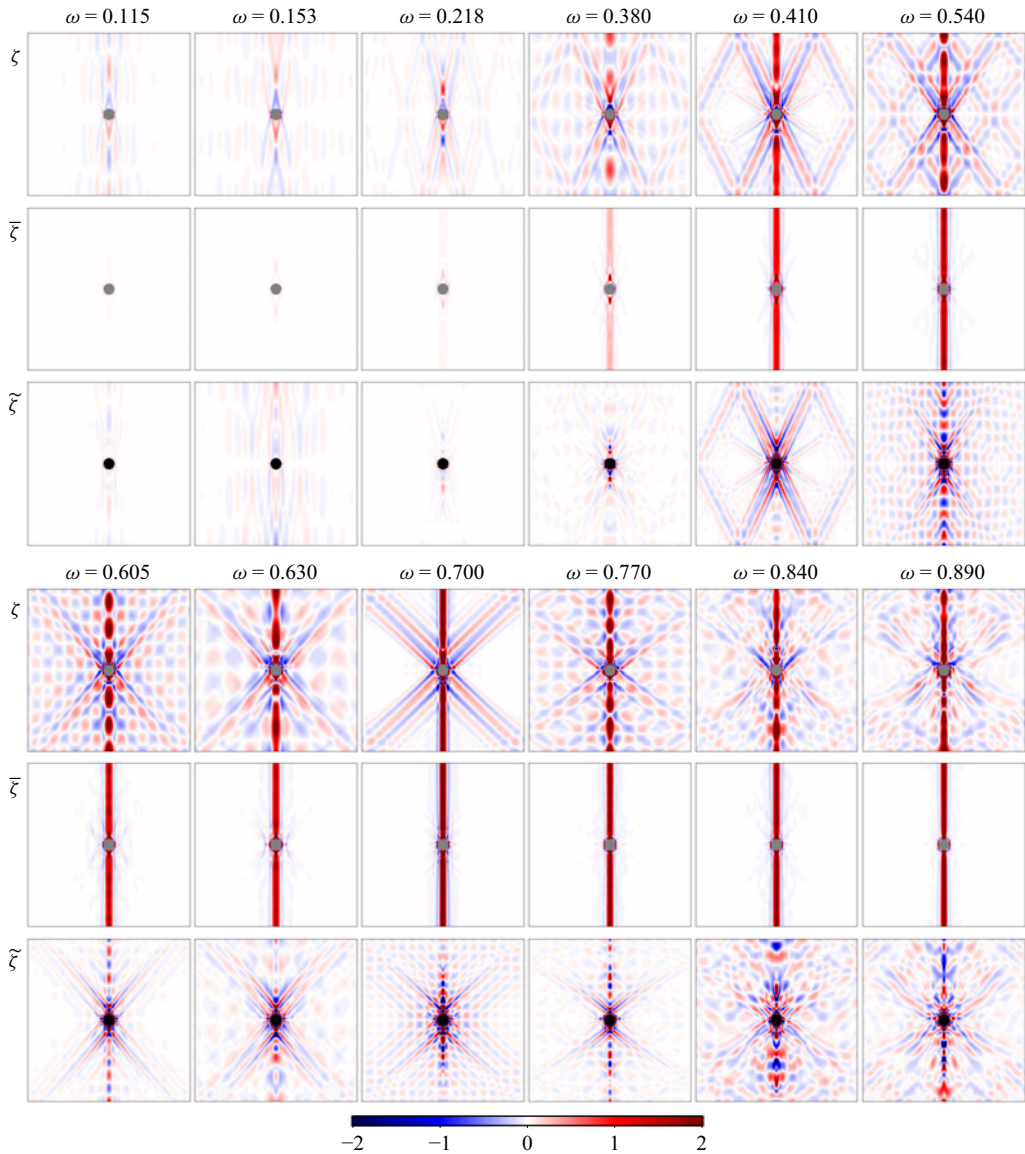 ω = 0.115 ω = 0.153 ω = 0.218 ω = 0.380 ω = 0.410 ω = 0.540
ζ
ζ̅
ζ̃
ω = 0.605 ω = 0.630 ω = 0.700 ω = 0.770 ω = 0.840 ω = 0.890
ζ
ζ̅
ζ̃
−2 −1 0 1 2